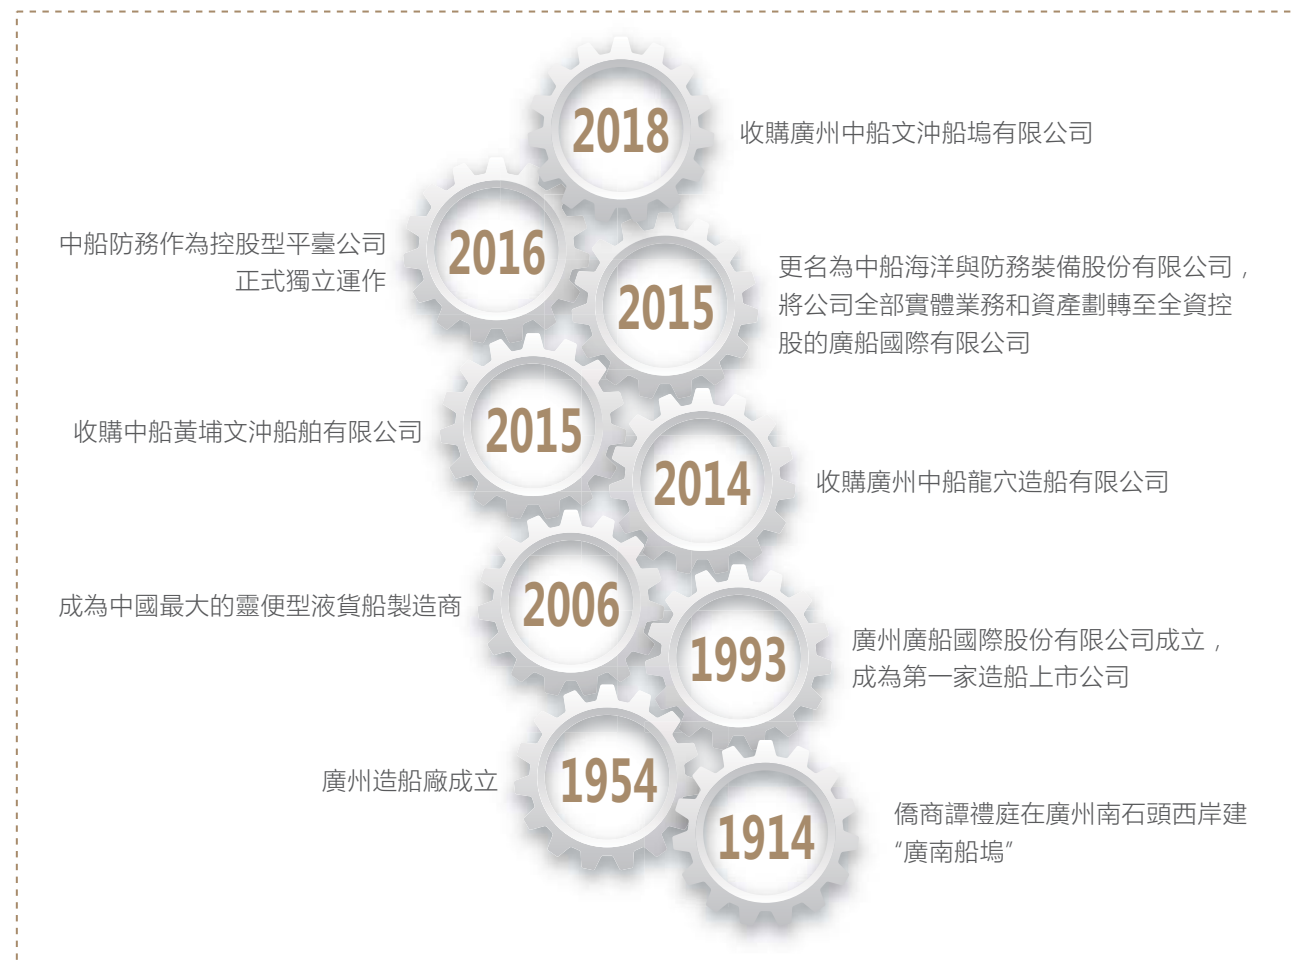 2018
收購廣州中船文沖船塢有限公司
2016
中船防務作為控股型平臺公司
正式獨立運作
2015
更名為中船海洋與防務裝備股份有限公司，
將公司全部實體業務和資產劃轉至全資控
股的廣船國際有限公司
2015
收購中船黃埔文沖船舶有限公司
2014
收購廣州中船龍穴造船有限公司
2006
成為中國最大的靈便型液貨船製造商
1993
廣州廣船國際股份有限公司成立，
成為第一家造船上市公司
1954
廣州造船廠成立
1914
僑商譚禮庭在廣州南石頭西岸建
“廣南船塢”